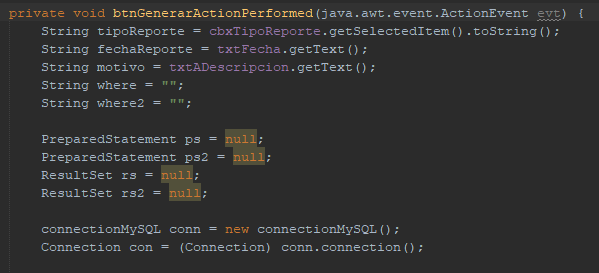 private void btnGenerarActionPerformed(java.awt.event.ActionEvent evt) {
String tipoReporte = cbxTipoReporte.getSelectedItem().toString();
String fechaReporte = txtFecha.getText();
String motivo = txtADescripcion.getText();
String where = "";
String where2 = "";
PreparedStatement ps = null;
PreparedStatement ps2 = null;
ResultSet rs = null;
ResultSet rs2 = null;
connectionMySQL conn = new connectionMySQL();
Connection con = (Connection) conn.connection();